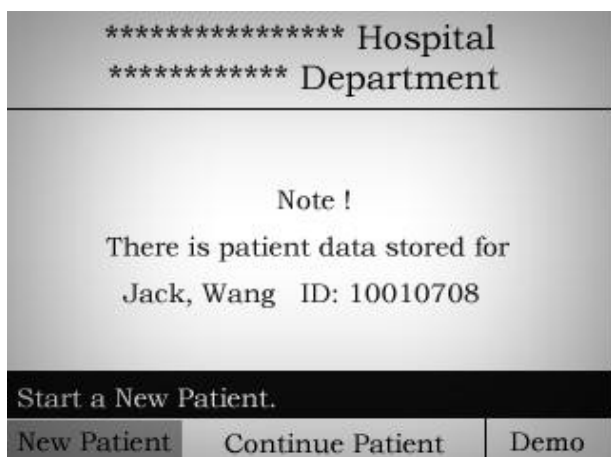 **************** Hospital
************ Department
Note !
There is patient data stored for
Jack, Wang   ID: 10010708
Start a New Patient.
New Patient   Continue Patient   Demo